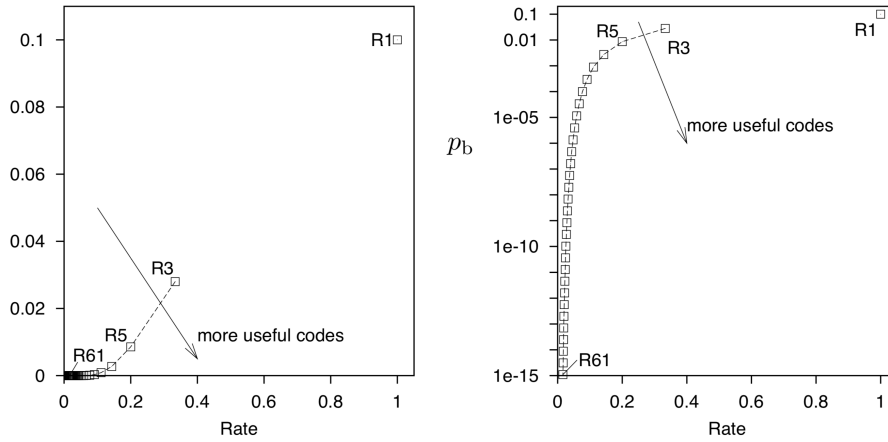 0.1
R1
0.08
0.06
0.04
R3
0.02
more useful codes
R5
R61
0
0 0.2 0.4 0.6 0.8 1
Rate
p_b
0.1
0.01
R5
R1
R3
1e-05
more useful codes
1e-10
R61
1e-15
0 0.2 0.4 0.6 0.8 1
Rate